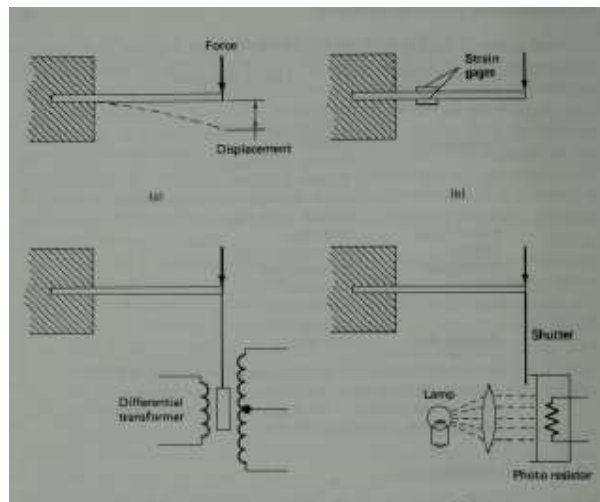 Force
Displacement
(a)
Strain
gages
(b)
Differential
transformer
Shutter
Lamp
Photo resistor